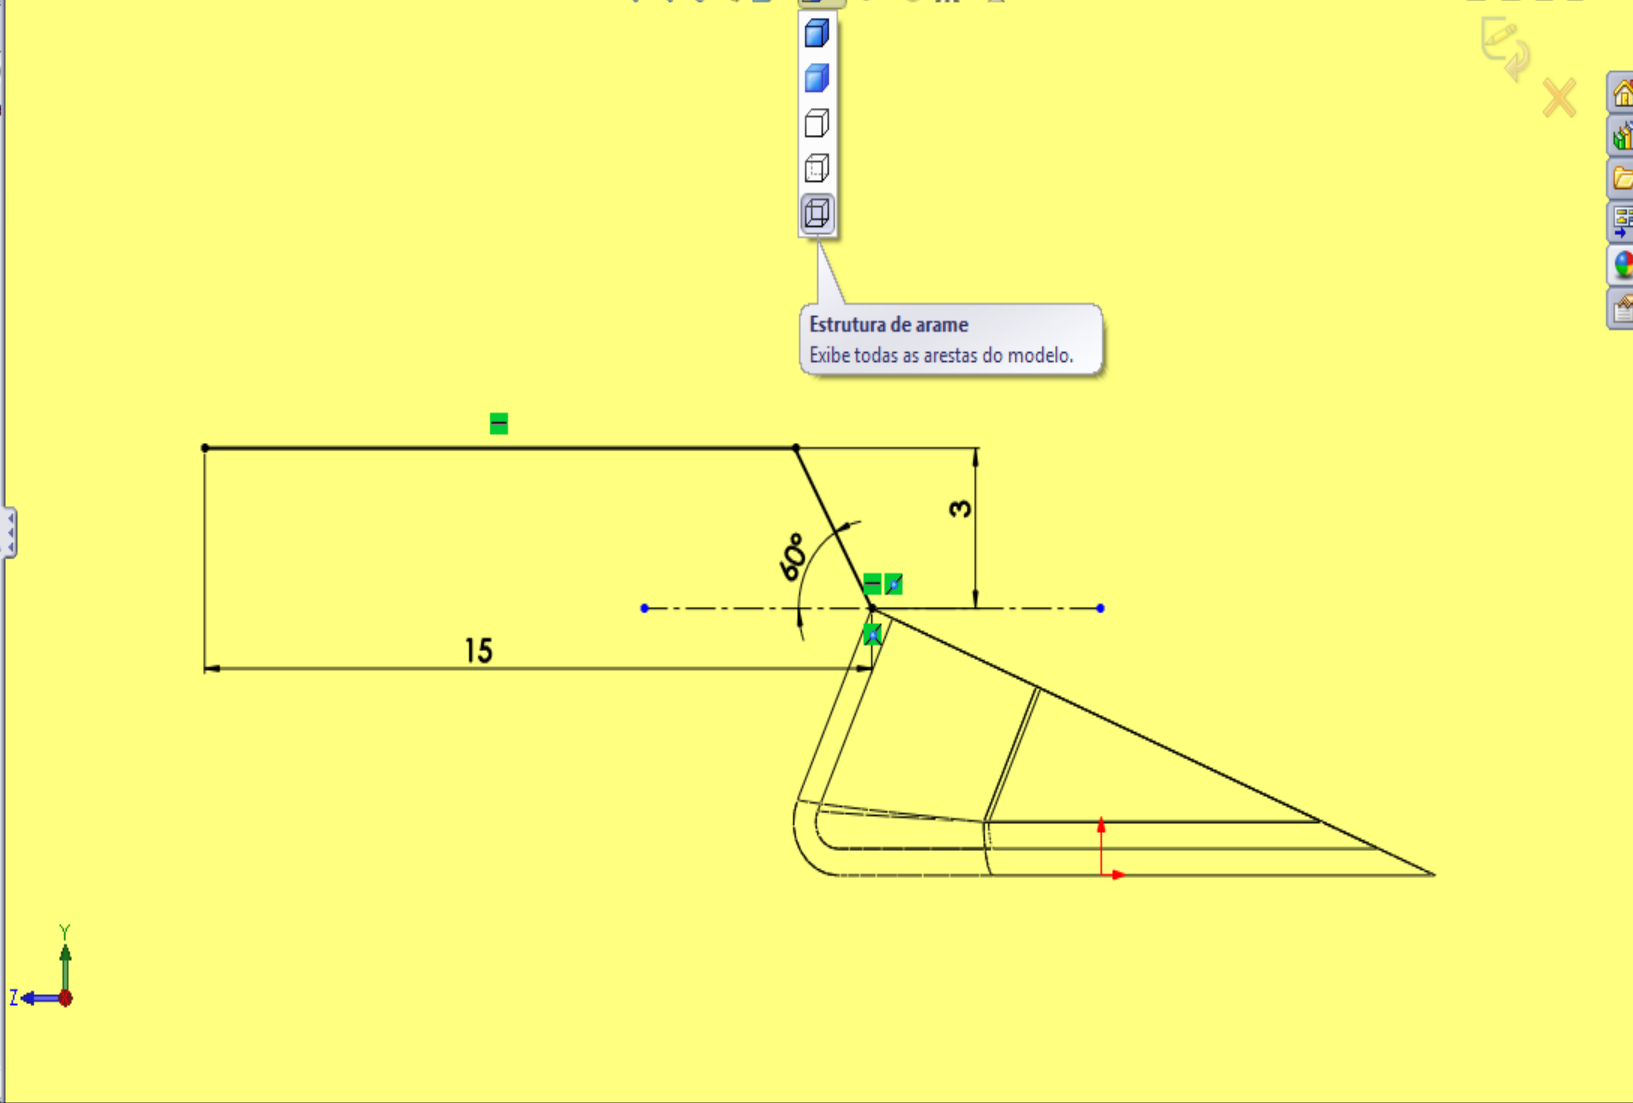 Estrutura de arame
Exibe todas as arestas do modelo.
3
60°
15
Y
Z